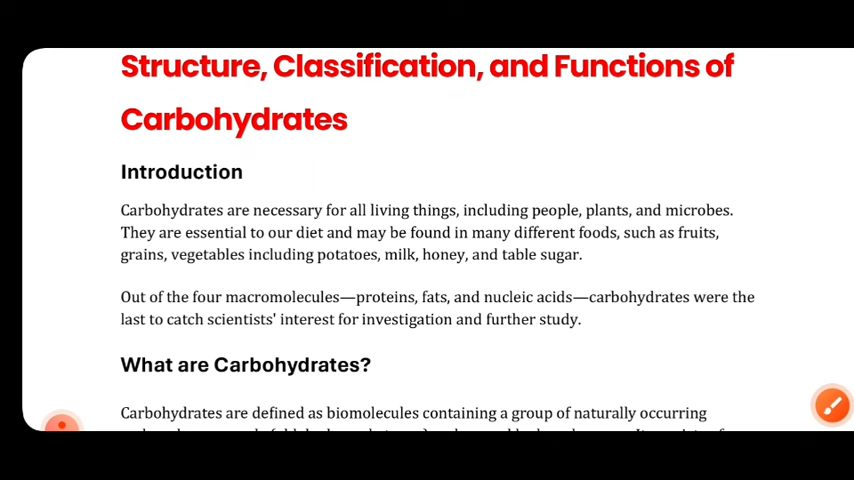 Structure, Classification, and Functions of
Carbohydrates
Introduction
Carbohydrates are necessary for all living things, including people, plants, and microbes.
They are essential to our diet and may be found in many different foods, such as fruits,
grains, vegetables including potatoes, milk, honey, and table sugar.
Out of the four macromolecules—proteins, fats, and nucleic acids—carbohydrates were the
last to catch scientists' interest for investigation and further study.
What are Carbohydrates?
Carbohydrates are defined as biomolecules containing a group of naturally occurring